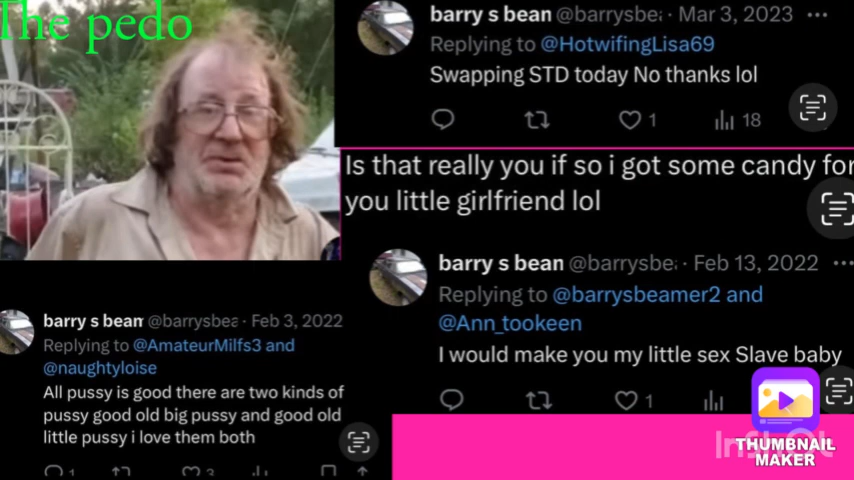 The pedo
barry s bean @barrysbea · Mar 3, 2023
Replying to @HotwifingLisa69
Swapping STD today No thanks lol
1
18
Is that really you if so i got some candy for
you little girlfriend lol
barry s bean @barrysbe · Feb 13, 2022
Replying to @barrysbeamer2 and
@Ann_tookeen
I would make you my little sex Slave baby
1
barry s bean @barrysbea · Feb 3, 2022
Replying to @AmateurMilfs3 and
@naughtyloise
All pussy is good there are two kinds of
pussy good old big pussy and good old
little pussy i love them both
1
3
THUMBNAIL
MAKER